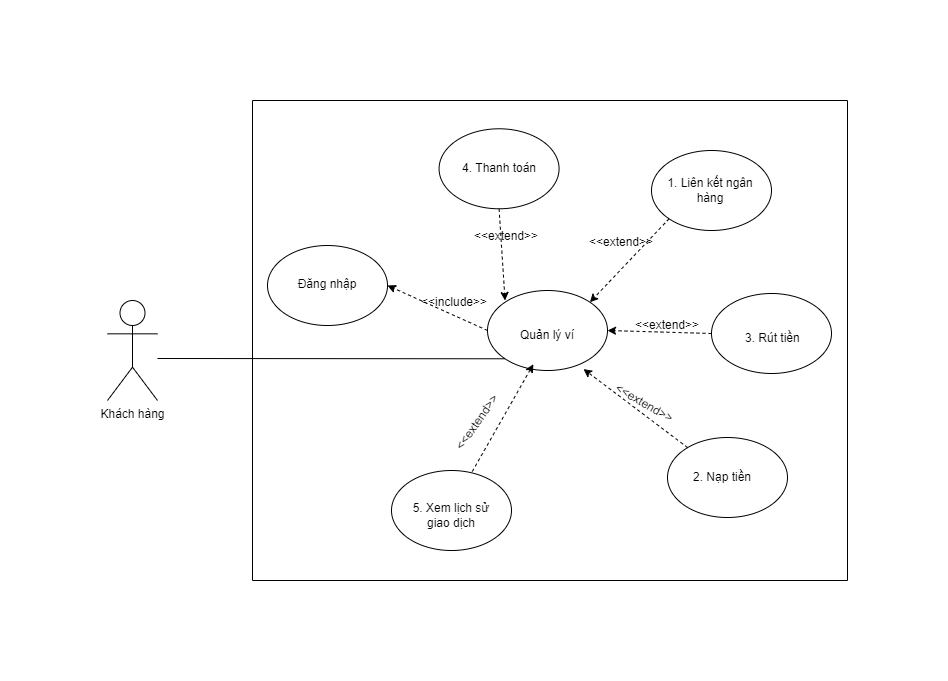 4. Thanh toán
1. Liên kết ngân
hàng
<<extend>>
<<extend>>
Đăng nhập
<<include>>
<<extend>>
Quản lý ví
3. Rút tiền
Khách hàng
<<extend>>
<<extend>>
2. Nạp tiền
5. Xem lịch sử
giao dịch